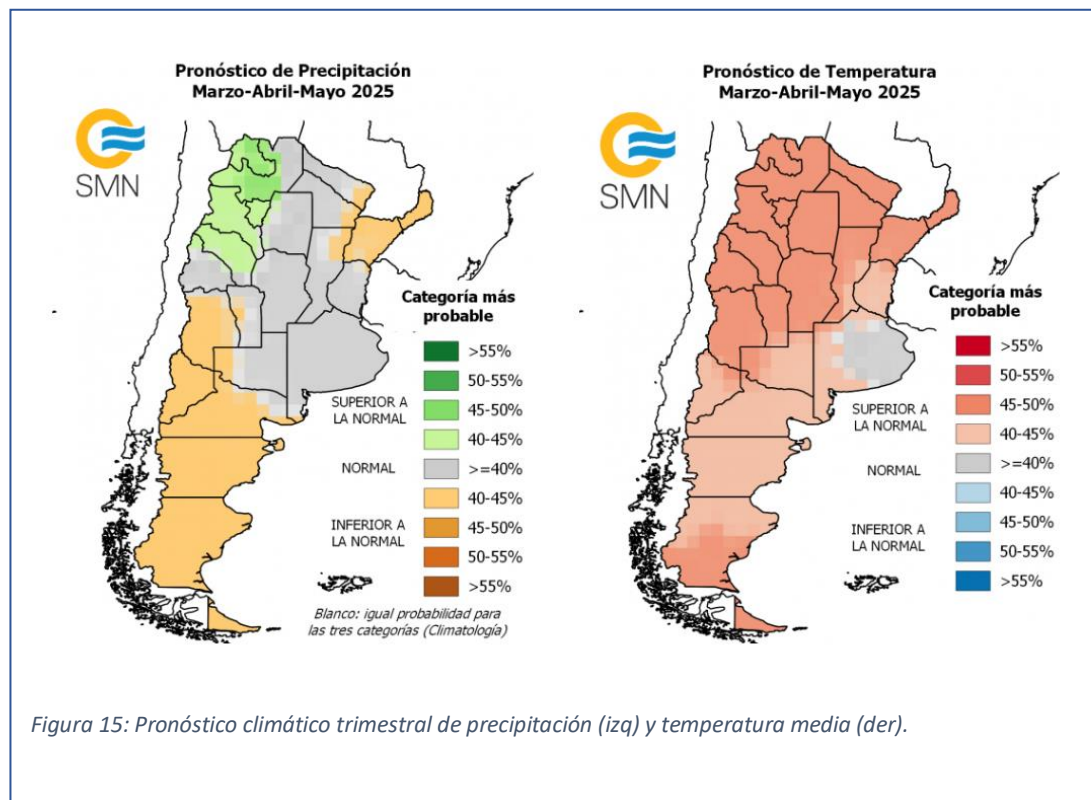 Pronóstico de Precipitación
Marzo-Abril-Mayo 2025
SMN
Categoría más
probable
>55%
50-55%
SUPERIOR A
LA NORMAL
45-50%
40-45%
NORMAL
>=40%
40-45%
INFERIOR A
LA NORMAL
45-50%
50-55%
>55%
Blanco: igual probabilidad para
las tres categorías (Climatología)
Pronóstico de Temperatura
Marzo-Abril-Mayo 2025
SMN
Categoría más
probable
>55%
50-55%
SUPERIOR A
LA NORMAL
45-50%
40-45%
NORMAL
>=40%
40-45%
INFERIOR A
LA NORMAL
45-50%
50-55%
>55%
Figura 15: Pronóstico climático trimestral de precipitación (izq) y temperatura media (der).